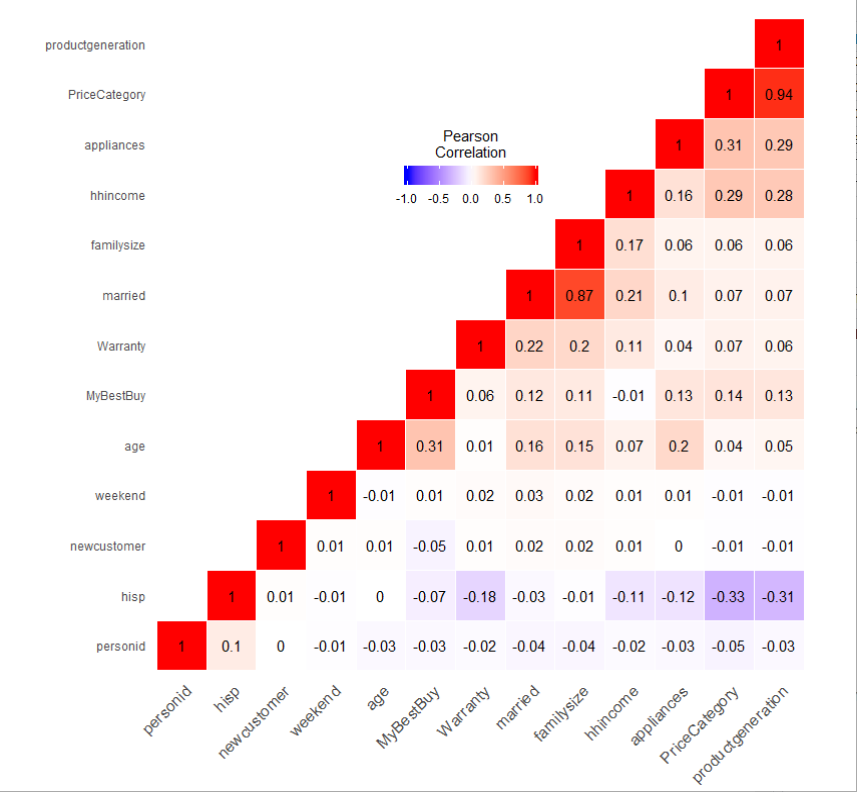 productgeneration 1
PriceCategory 1 0.94
Pearson
Correlation
appliances 1 0.31 0.29
-1.0 -0.5 0.0 0.5 1.0
hhincome 1 0.16 0.29 0.28
familysize 1 0.17 0.06 0.06 0.06
married 1 0.87 0.21 0.1 0.07 0.07
Warranty 1 0.22 0.2 0.11 0.04 0.07 0.06
MyBestBuy 1 0.06 0.12 0.11 -0.01 0.13 0.14 0.13
age 1 0.31 0.01 0.16 0.15 0.07 0.2 0.04 0.05
weekend 1 -0.01 0.01 0.02 0.03 0.02 0.01 0.01 -0.01 -0.01
newcustomer 1 0.01 0.01 -0.05 0.01 0.02 0.02 0.01 0 -0.01 -0.01
hisp 1 0.01 -0.01 0 -0.07 -0.18 -0.03 -0.01 -0.11 -0.12 -0.33 -0.31
personid 1 0.1 0 -0.01 -0.03 -0.03 -0.02 -0.04 -0.04 -0.02 -0.03 -0.05 -0.03
personid hisp newcustomer weekend age MyBestBuy Warranty married familysize hhincome appliances PriceCategory productgeneration